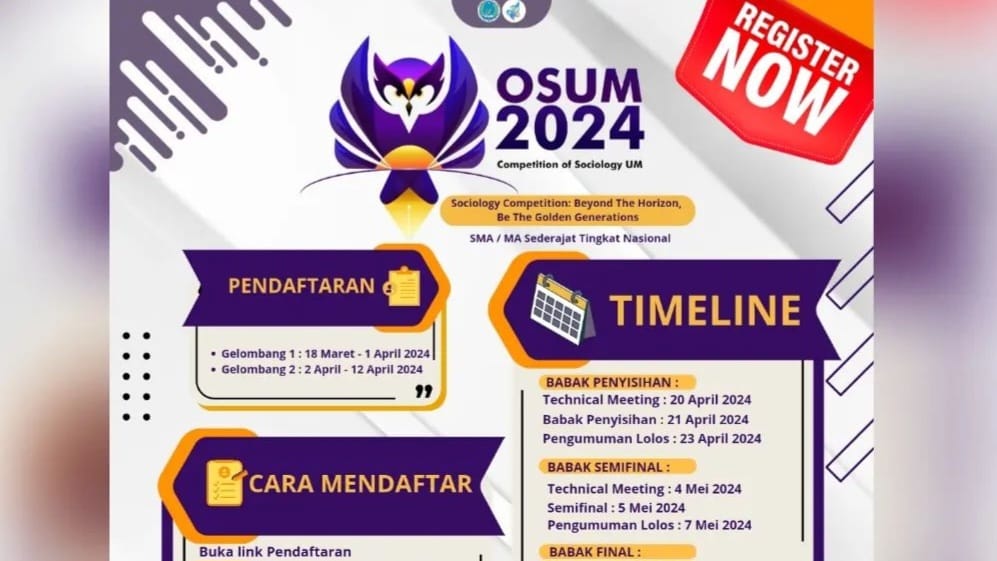 OSUM
2024
Competition of Sociology UM
REGISTER
NOW
Sociology Competition: Beyond The Horizon,
Be The Golden Generations
SMA / MA Sederajat Tingkat Nasional
PENDAFTARAN
• Gelombang 1 : 18 Maret - 1 April 2024
• Gelombang 2 : 2 April - 12 April 2024
CARA MENDAFTAR
Buka link Pendaftaran
TIMELINE
BABAK PENYISIHAN :
Technical Meeting : 20 April 2024
Babak Penyisihan : 21 April 2024
Pengumuman Lolos : 23 April 2024
BABAK SEMIFINAL :
Technical Meeting : 4 Mei 2024
Semifinal : 5 Mei 2024
Pengumuman Lolos : 7 Mei 2024
BABAK FINAL :